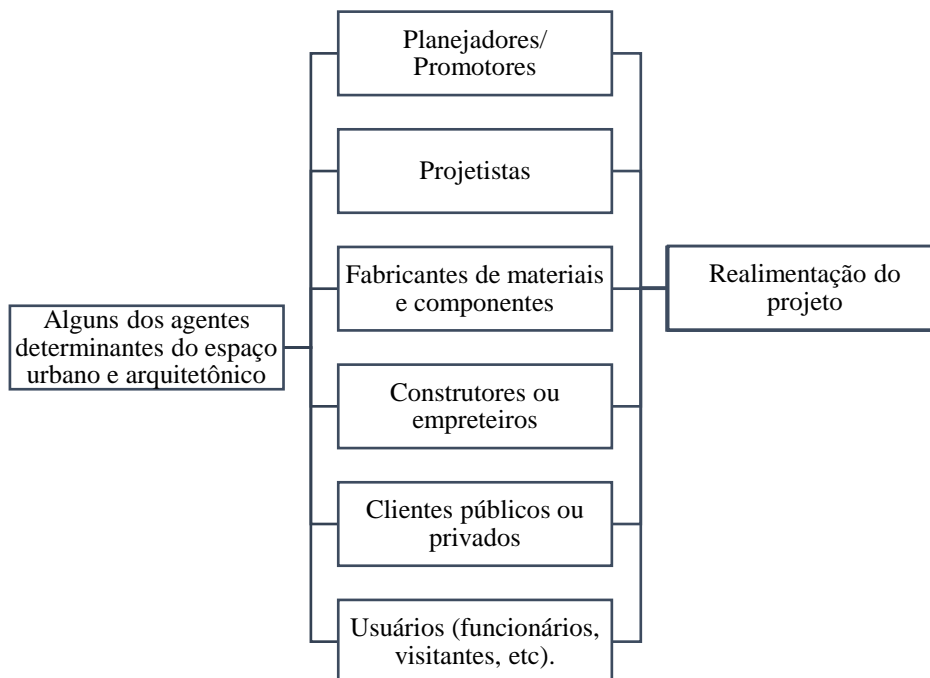 Alguns dos agentes
determinantes do espaço
urbano e arquitetônico
Planejadores/
Promotores
Projetistas
Fabricantes de materiais
e componentes
Construtores ou
empreteiros
Clientes públicos ou
privados
Usuários (funcionários,
visitantes, etc).
Realimentação do
projeto